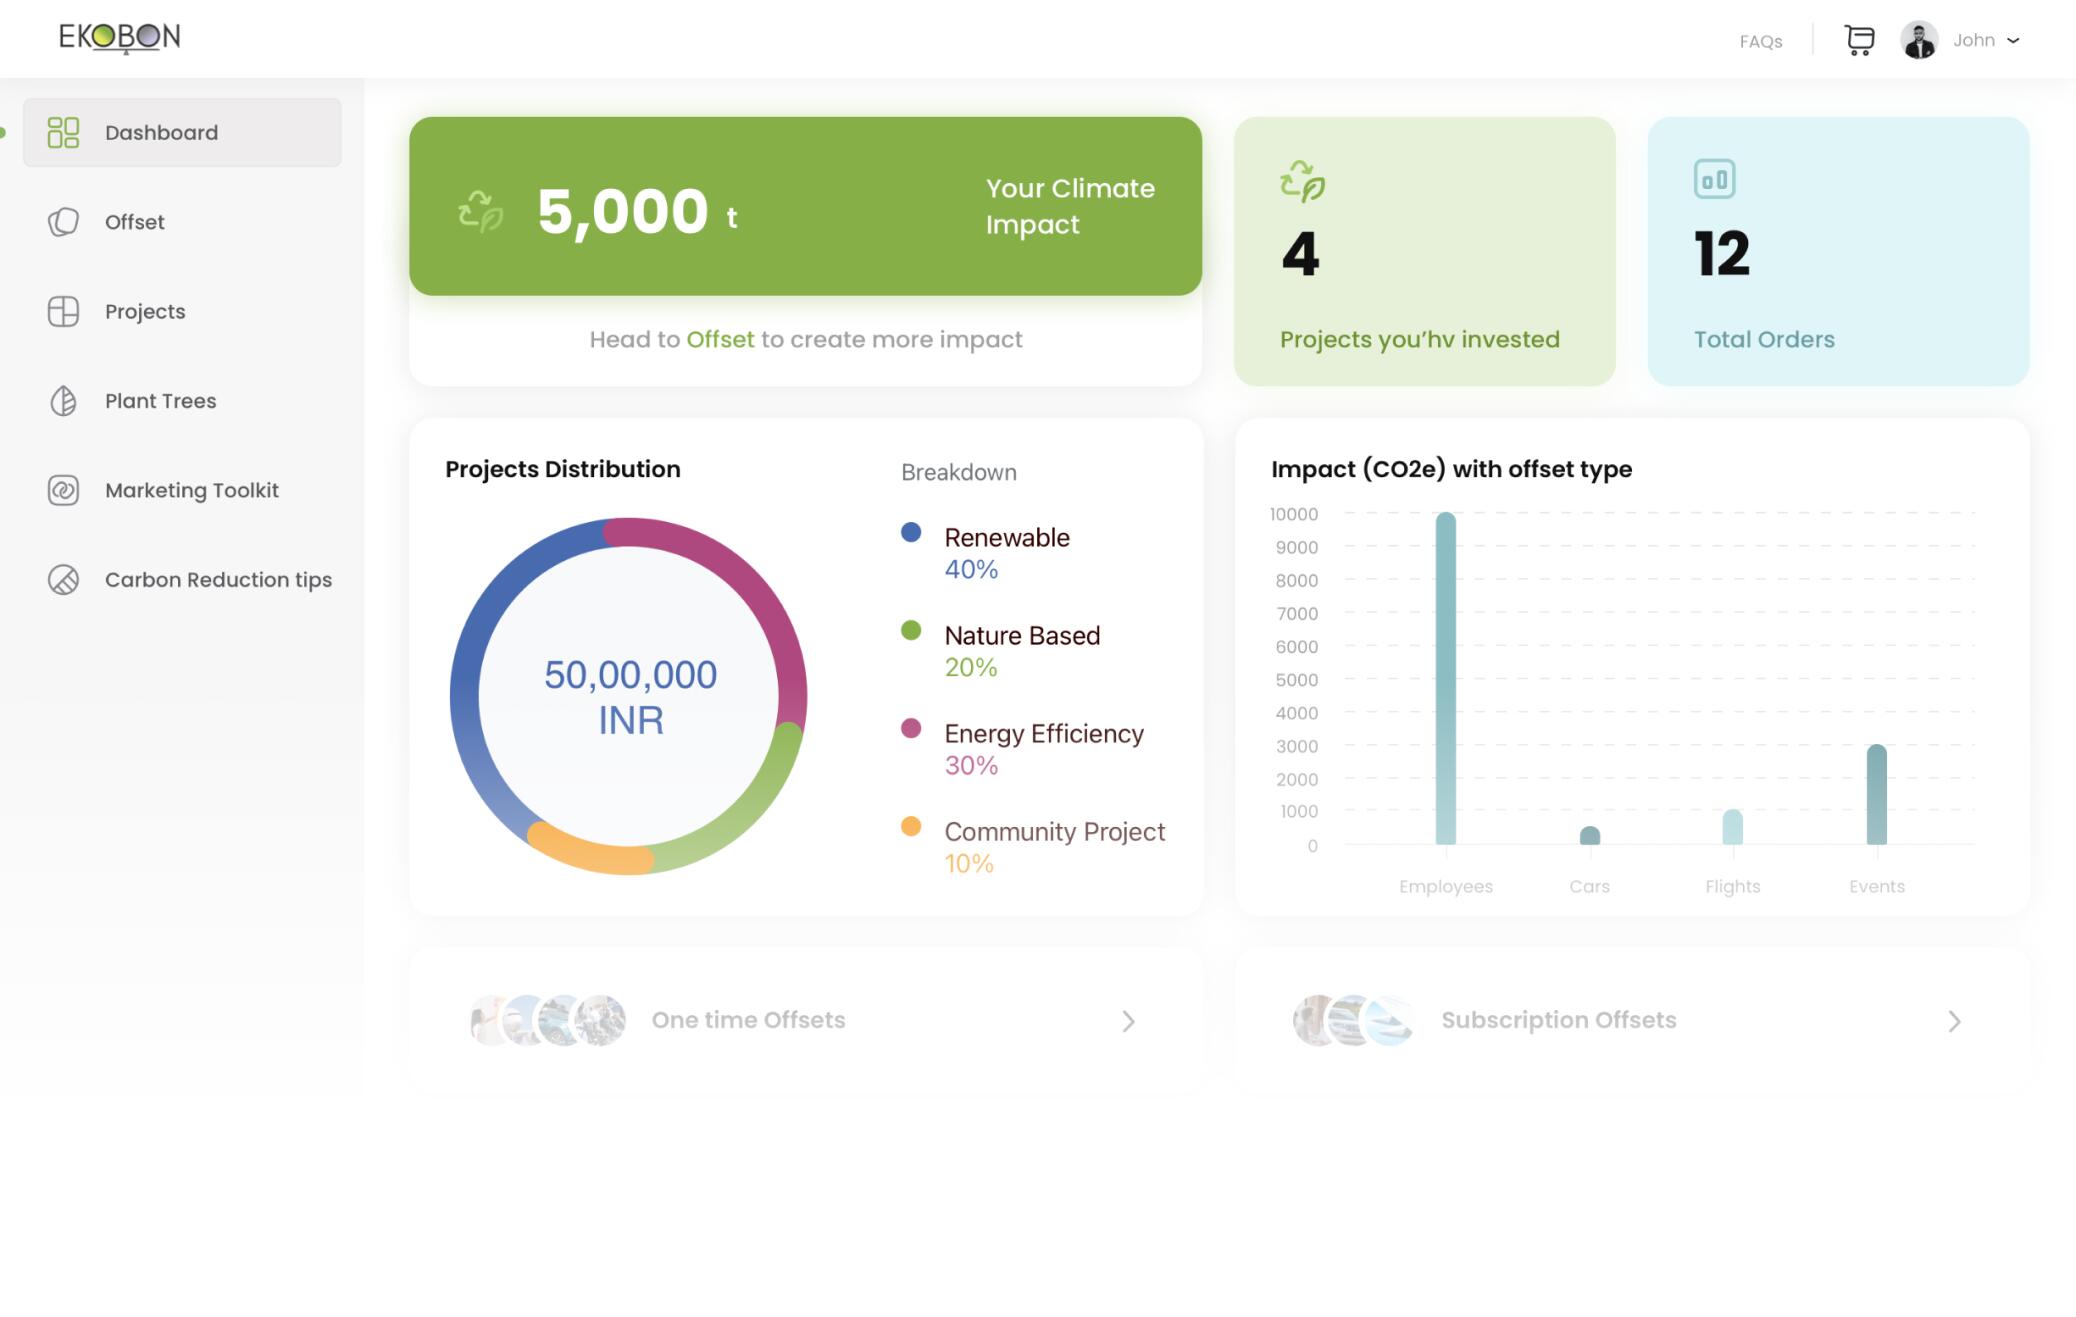 EKOBON
FAQs
John
Dashboard
Offset
Projects
Plant Trees
Marketing Toolkit
Carbon Reduction tips
5,000 t
Your Climate
Impact
Head to Offset to create more impact
4
Projects you’hv invested
12
Total Orders
Projects Distribution
Breakdown
50,00,000
INR
Renewable
40%
Nature Based
20%
Energy Efficiency
30%
Community Project
10%
Impact (CO2e) with offset type
10000
9000
8000
7000
6000
5000
4000
3000
2000
1000
0
Employees
Cars
Flights
Events
One time Offsets
Subscription Offsets